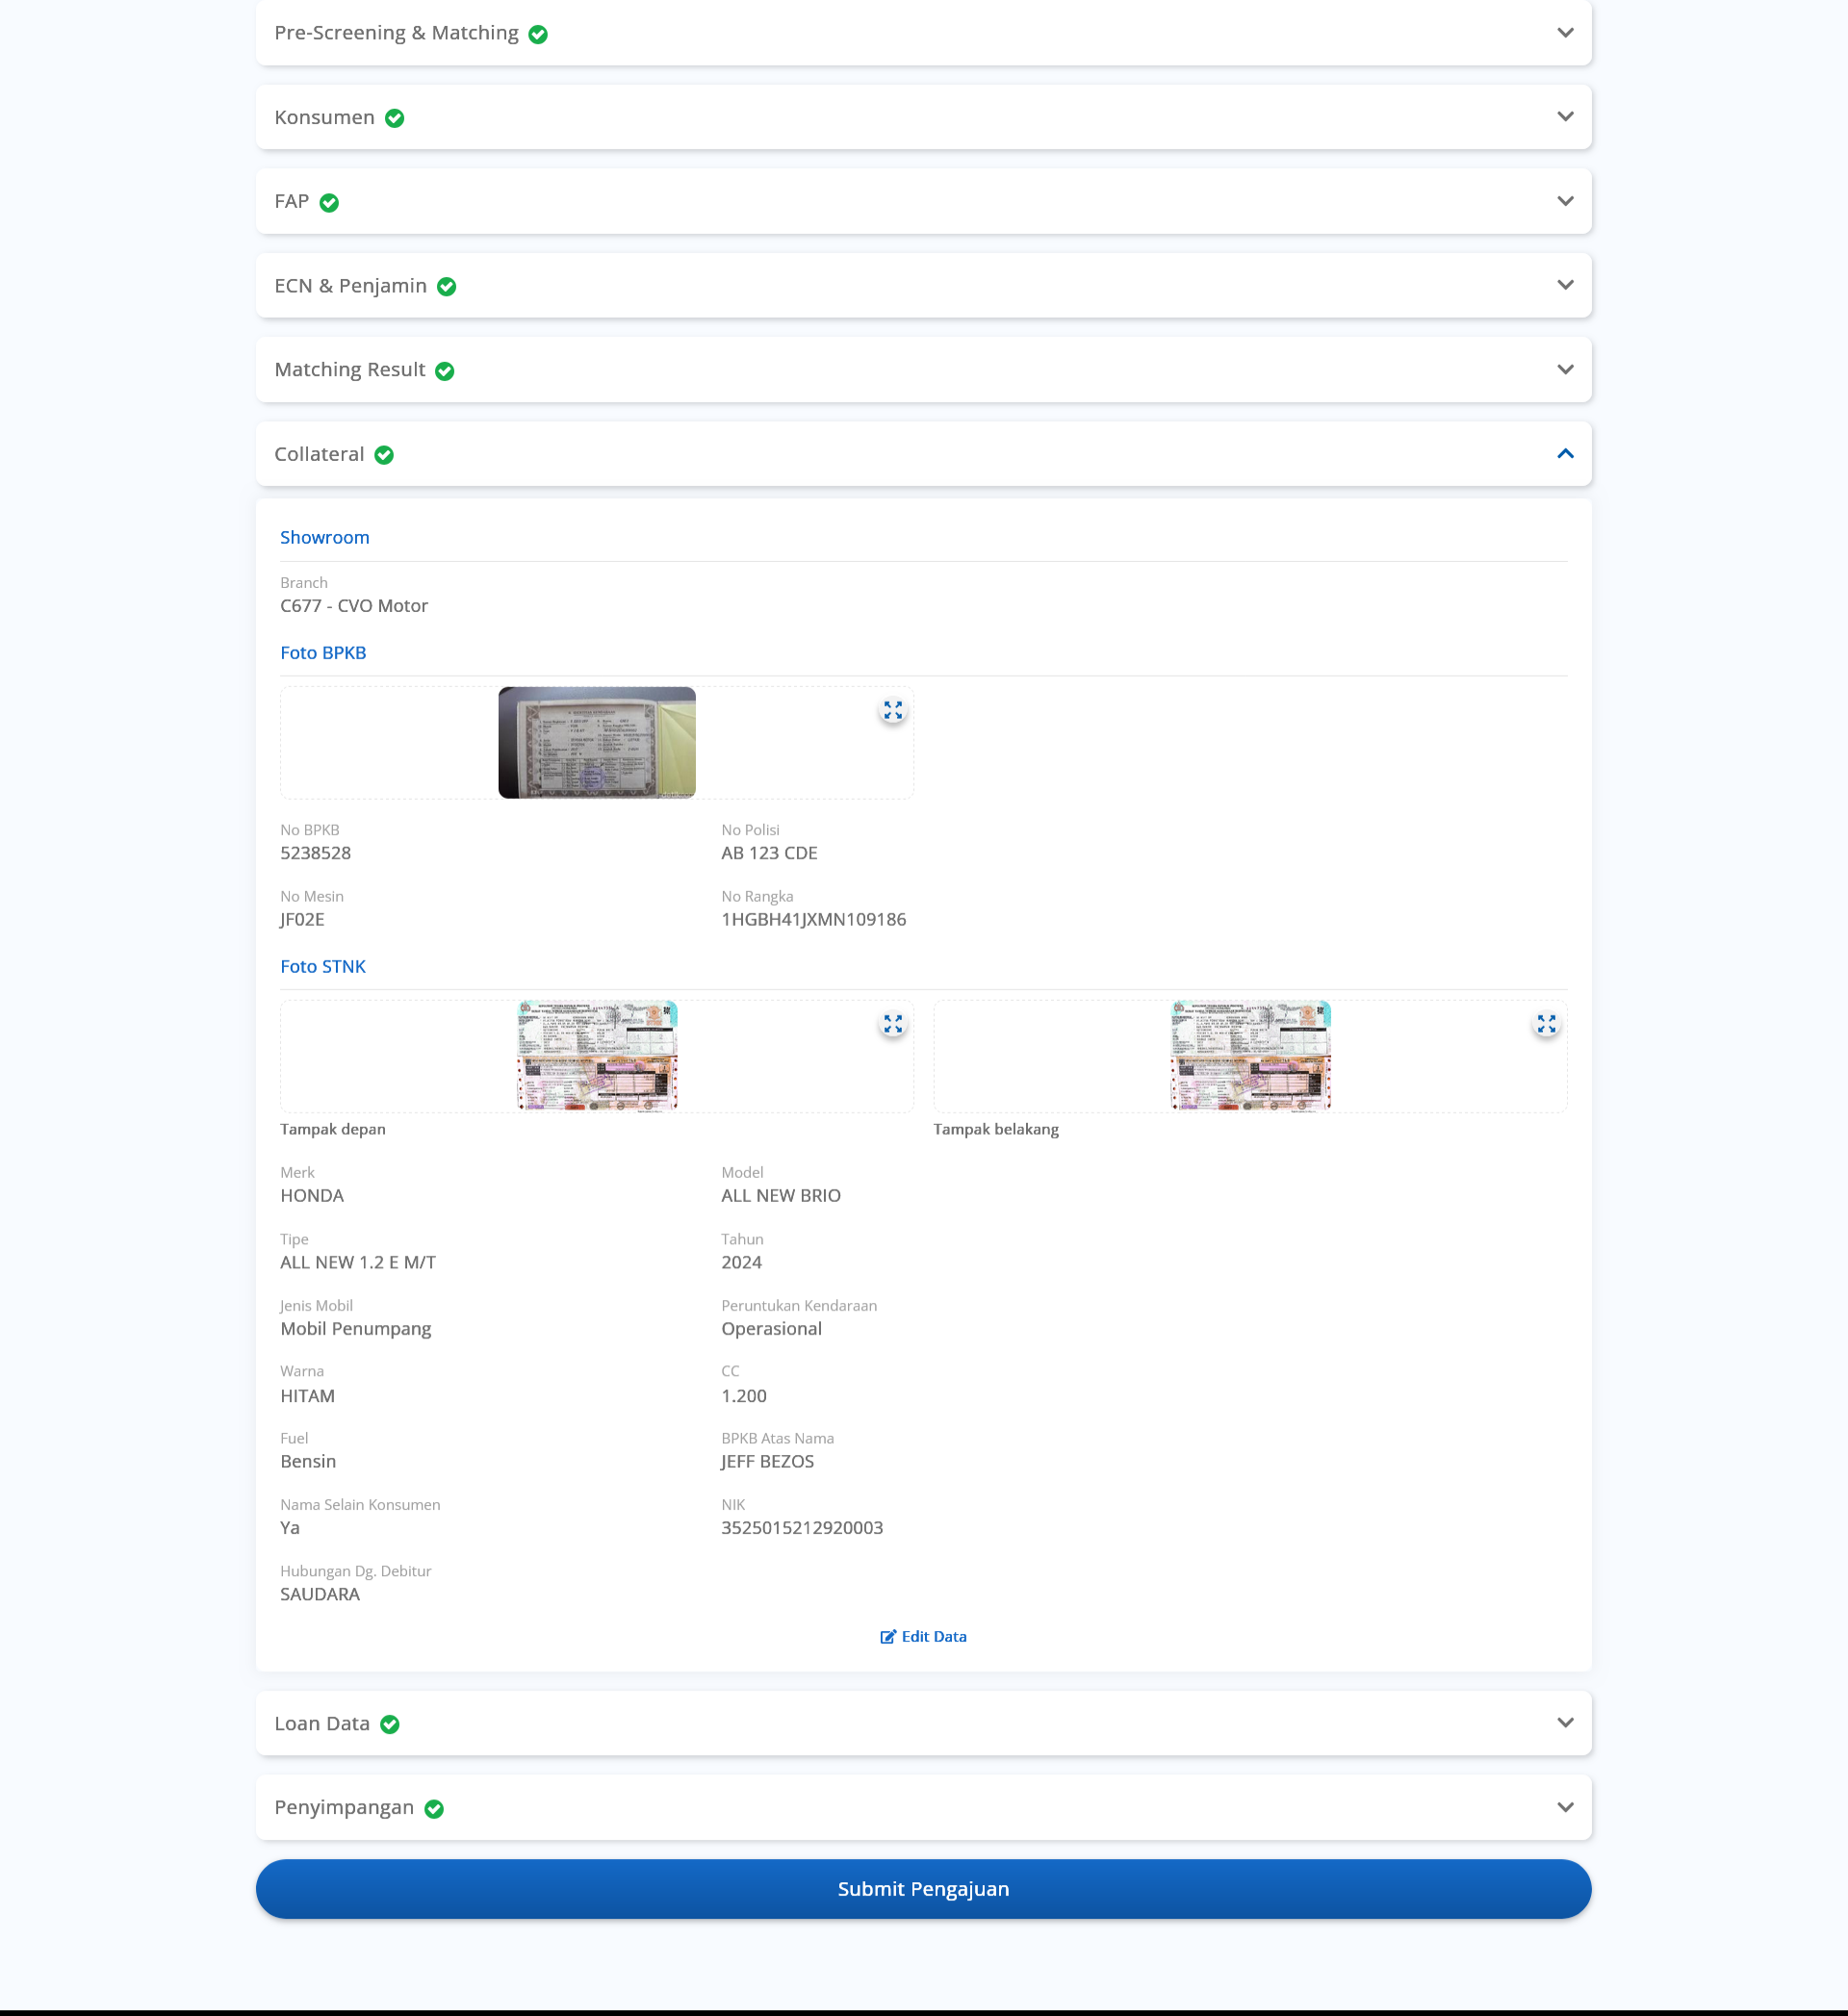 Pre-Screening & Matching
Konsumen
FAP
ECN & Penjamin
Matching Result
Collateral
Showroom
Branch
C677 - CVO Motor
Foto BPKB
No BPKB No Polisi
5238528 AB 123 CDE
No Mesin No Rangka
JF02E 1HGBH41JXMN109186
Foto STNK
Tampak depan Tampak belakang
Merk Model
HONDA ALL NEW BRIO
Tipe Tahun
ALL NEW 1.2 E M/T 2024
Jenis Mobil Peruntukan Kendaraan
Mobil Penumpang Operasional
Warna CC
HITAM 1.200
Fuel BPKB Atas Nama
Bensin JEFF BEZOS
Nama Selain Konsumen NIK
Ya 3525015212920003
Hubungan Dg. Debitur
SAUDARA
Edit Data
Loan Data
Penyimpangan
Submit Pengajuan